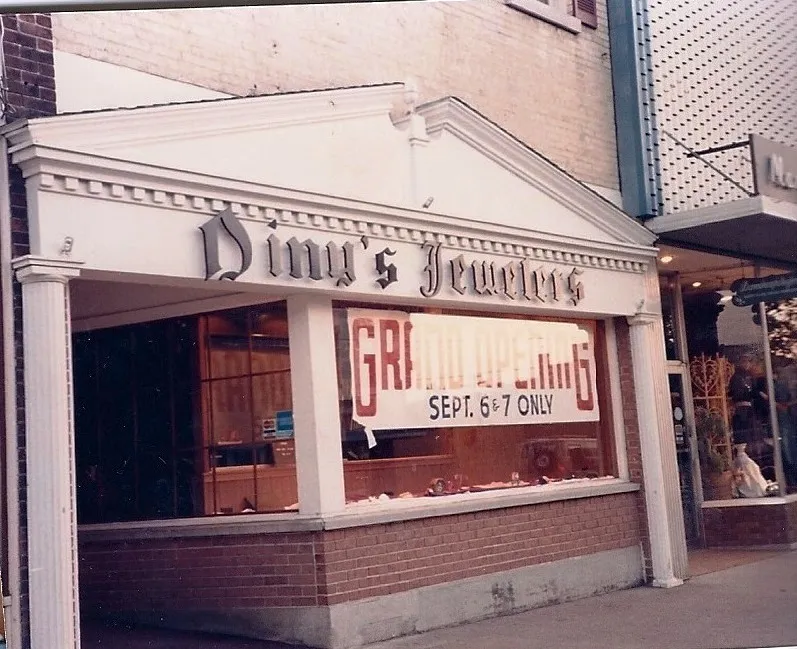 Diny's Jewelers
GRAND OPENING
SEPT. 6 & 7 ONLY